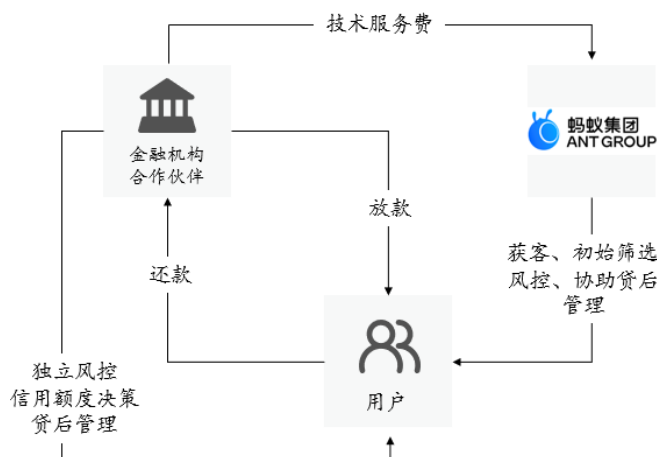 技术服务费
金融机构
合作伙伴
蚂蚁集团
ANT GROUP
放款
获客、初始筛选
风控、协助贷后
管理
还款
用户
独立风控
信用额度决策
贷后管理